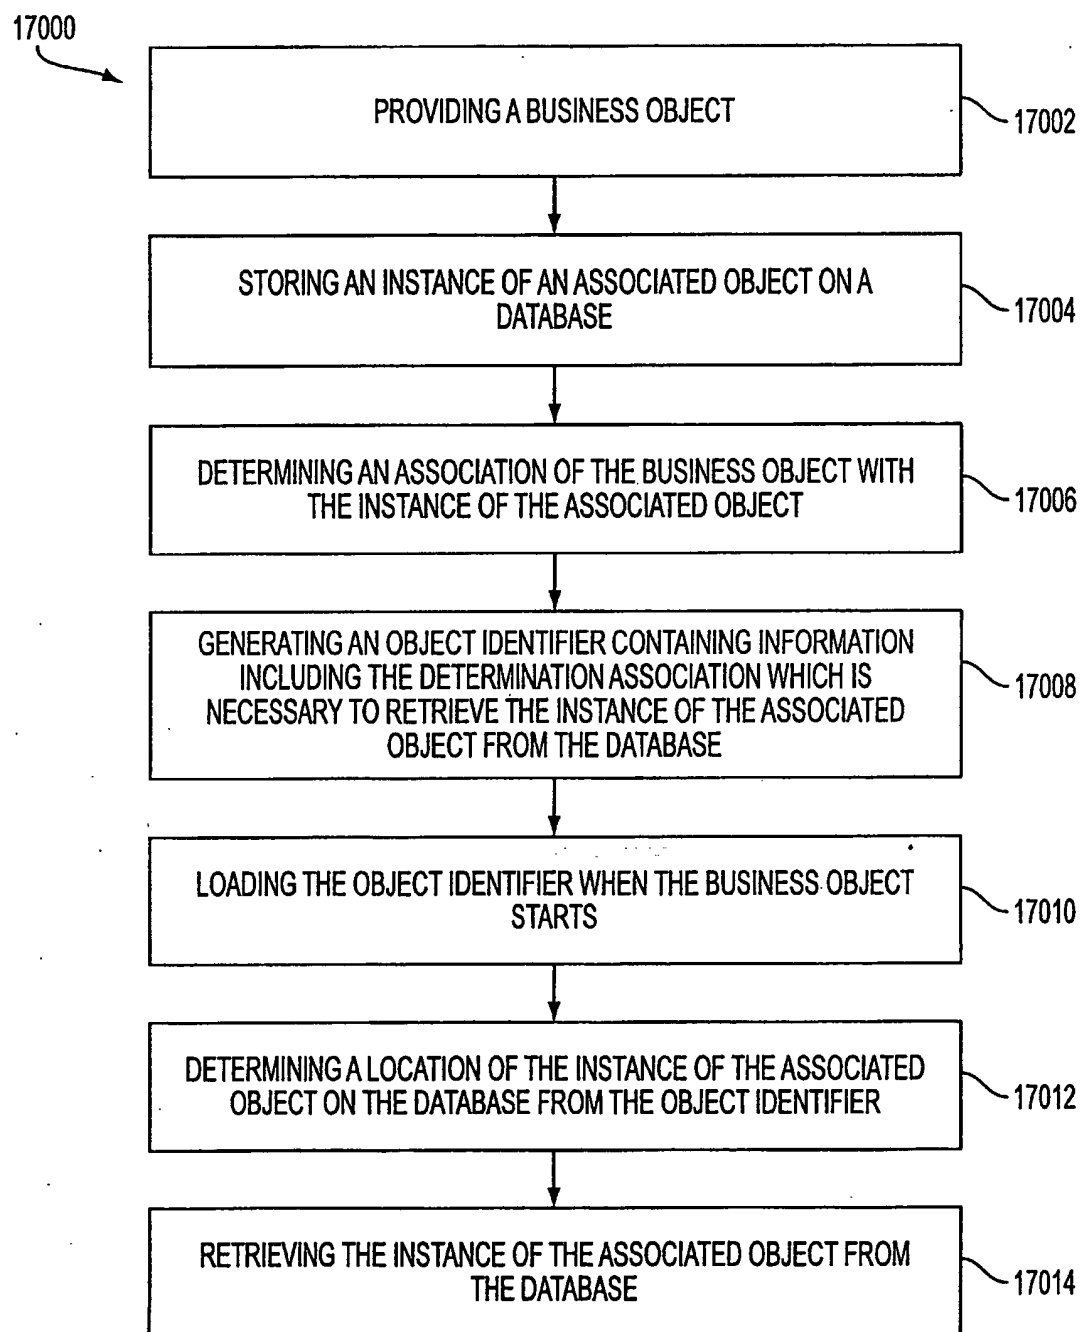 17000
PROVIDING A BUSINESS OBJECT
17002
STORING AN INSTANCE OF AN ASSOCIATED OBJECT ON A
DATABASE
17004
DETERMINING AN ASSOCIATION OF THE BUSINESS OBJECT WITH
THE INSTANCE OF THE ASSOCIATED OBJECT
17006
GENERATING AN OBJECT IDENTIFIER CONTAINING INFORMATION
INCLUDING THE DETERMINATION ASSOCIATION WHICH IS
NECESSARY TO RETRIEVE THE INSTANCE OF THE ASSOCIATED
OBJECT FROM THE DATABASE
17008
LOADING THE OBJECT IDENTIFIER WHEN THE BUSINESS OBJECT
STARTS
17010
DETERMINING A LOCATION OF THE INSTANCE OF THE ASSOCIATED
OBJECT ON THE DATABASE FROM THE OBJECT IDENTIFIER
17012
RETRIEVING THE INSTANCE OF THE ASSOCIATED OBJECT FROM
THE DATABASE
17014